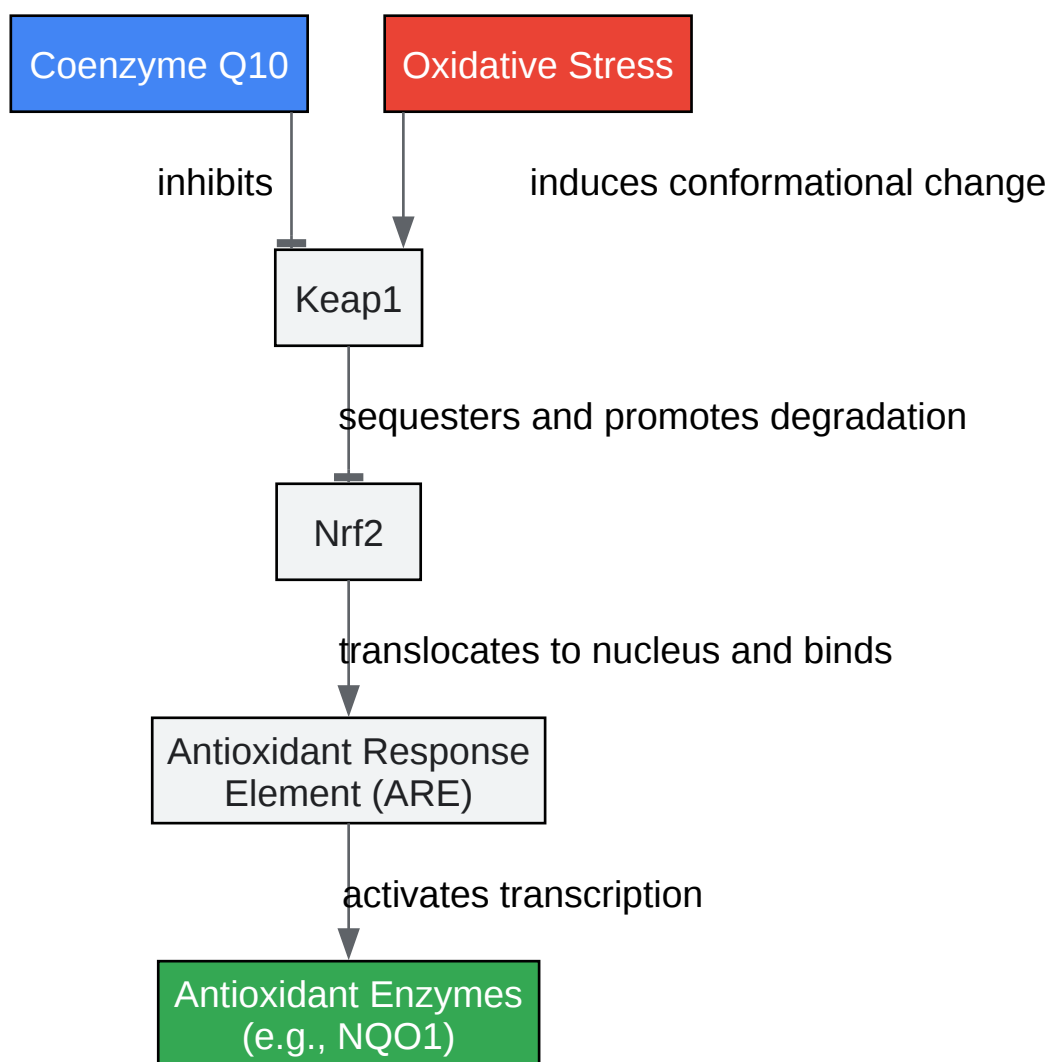 Coenzyme Q10
Oxidative Stress
inhibits
induces conformational change
Keap1
sequesters and promotes degradation
Nrf2
translocates to nucleus and binds
Antioxidant Response
Element (ARE)
activates transcription
Antioxidant Enzymes
(e.g., NQO1)